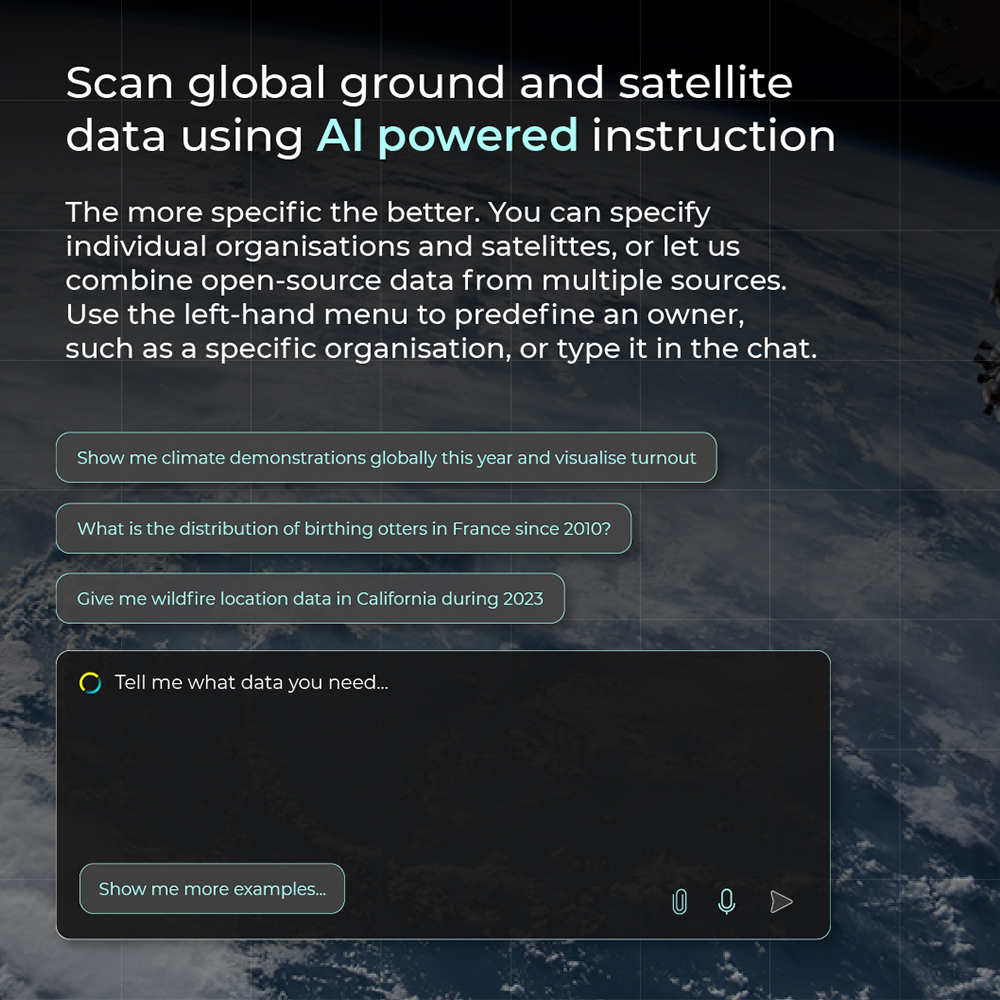 Scan global ground and satellite
data using AI powered instruction
The more specific the better. You can specify
individual organisations and satelittes, or let us
combine open-source data from multiple sources.
Use the left-hand menu to predefine an owner,
such as a specific organisation, or type it in the chat.
Show me climate demonstrations globally this year and visualise turnout
What is the distribution of birthing otters in France since 2010?
Give me wildfire location data in California during 2023
Tell me what data you need...
Show me more examples...